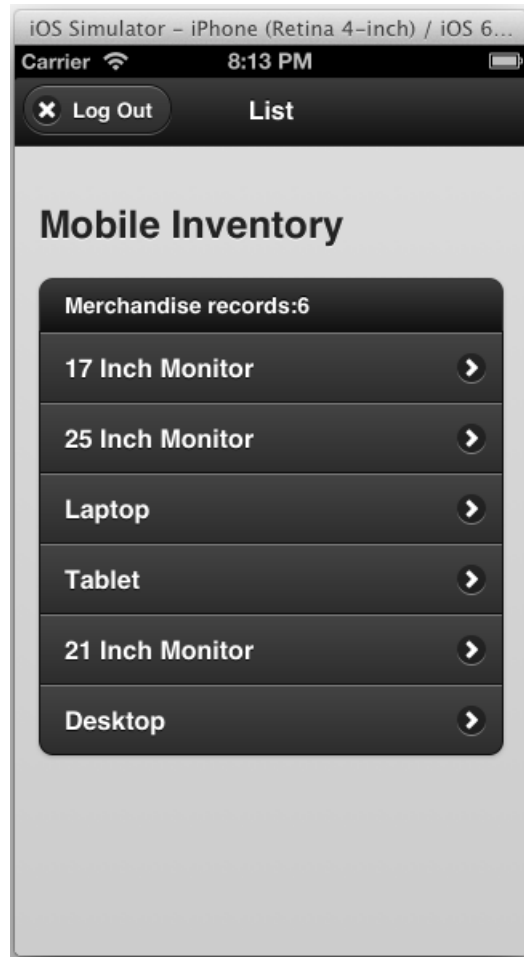 iOS Simulator – iPhone (Retina 4-inch) / iOS 6...
Carrier 8:13 PM
Log Out List
Mobile Inventory
Merchandise records:6
17 Inch Monitor
25 Inch Monitor
Laptop
Tablet
21 Inch Monitor
Desktop